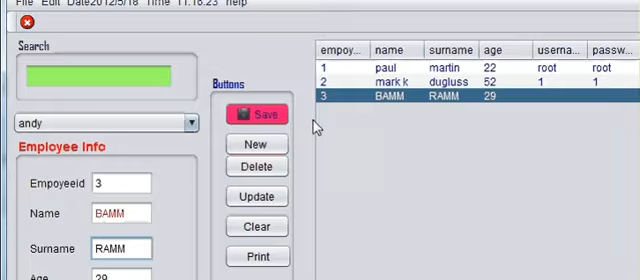 File Edit Date2012/5/18 Time 11.16.23 help
Search
andy
Employee Info
Empoyeeid 3
Name BAMM
Surname RAMM
Age 29
Buttons
Save
New
Delete
Update
Clear
Print
empoy... name surname age userna... passw...
1 paul martin 22 root root
2 mark k dugluss 52 1 1
3 BAMM RAMM 29